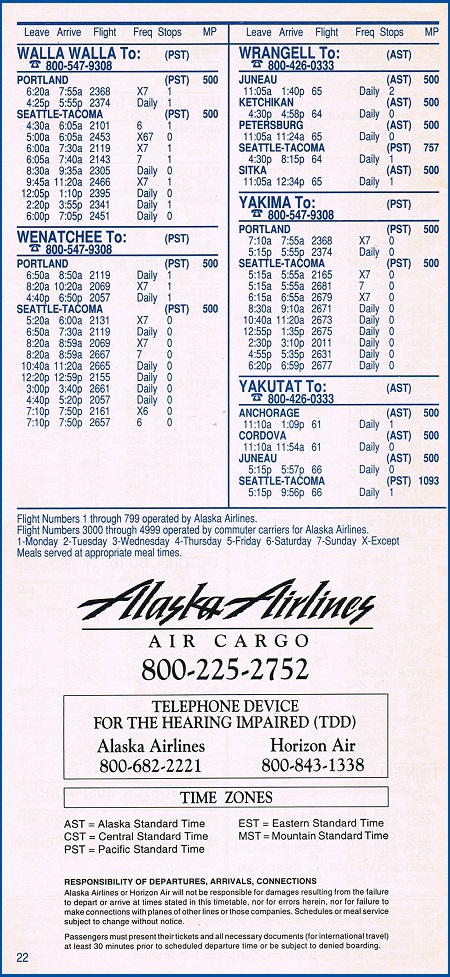 Leave Arrive Flight Freq Stops MP
WALLA WALLA To: (PST)
☎ 800-547-9308
PORTLAND (PST) 500
6:20a 7:55a 2368 X7 1
4:25p 5:55p 2374 Daily 1
SEATTLE-TACOMA (PST) 500
4:30a 6:05a 2101 6 1
5:00a 6:05a 2453 X67 0
6:00a 7:30a 2119 X7 1
6:05a 7:40a 2143 7 1
8:30a 9:35a 2305 Daily 0
9:45a 11:20a 2466 X7 1
12:05p 1:10p 2395 Daily 0
2:20p 3:55p 2341 Daily 1
6:00p 7:05p 2451 Daily 0
WENATCHEE To: (PST)
☎ 800-547-9308
PORTLAND (PST) 500
6:50a 8:50a 2119 Daily 1
8:20a 10:20a 2069 X7 1
4:40p 6:50p 2057 Daily 1
SEATTLE-TACOMA (PST) 500
5:20a 6:00a 2131 X7 0
6:50a 7:30a 2119 Daily 0
8:20a 8:59a 2069 X7 0
8:20a 8:59a 2667 7 0
10:40a 11:20a 2665 Daily 0
12:20p 12:59p 2155 Daily 0
3:00p 3:40p 2661 Daily 0
4:40p 5:20p 2057 Daily 0
7:10p 7:50p 2161 X6 0
7:10p 7:50p 2657 6 0
Leave Arrive Flight Freq Stops MP
WRANGELL To: (AST)
☎ 800-426-0333
JUNEAU (AST) 500
11:05a 1:40p 65 Daily 2
KETCHIKAN (AST) 500
4:30p 4:58p 64 Daily 0
PETERSBURG (AST) 500
11:05a 11:24a 65 Daily 0
SEATTLE-TACOMA (PST) 757
4:30p 8:15p 64 Daily 1
SITKA (AST) 500
11:05a 12:34p 65 Daily 1
YAKIMA To: (PST)
☎ 800-547-9308
PORTLAND (PST) 500
7:10a 7:55a 2368 X7 0
5:15p 5:55p 2374 Daily 0
SEATTLE-TACOMA (PST) 500
5:15a 5:55a 2165 X7 0
5:15a 5:55a 2681 7 0
6:15a 6:55a 2679 X7 0
8:30a 9:10a 2671 Daily 0
10:40a 11:20a 2673 Daily 0
12:55p 1:35p 2675 Daily 0
2:30p 3:10p 2011 Daily 0
4:55p 5:35p 2631 Daily 0
6:20p 6:59p 2677 Daily 0
YAKUTAT To: (AST)
☎ 800-426-0333
ANCHORAGE (AST) 500
11:10a 1:09p 61 Daily 1
CORDOVA (AST) 500
11:10a 11:54a 61 Daily 0
JUNEAU (AST) 500
5:15p 5:57p 66 Daily 0
SEATTLE-TACOMA (PST) 1093
5:15p 9:56p 66 Daily 1
Flight Numbers 1 through 799 operated by Alaska Airlines.
Flight Numbers 3000 through 4999 operated by commuter carriers for Alaska Airlines.
1-Monday 2-Tuesday 3-Wednesday 4-Thursday 5-Friday 6-Saturday 7-Sunday X-Except
Meals served at appropriate meal times.
Alaska Airlines
AIR CARGO
800-225-2752
TELEPHONE DEVICE
FOR THE HEARING IMPAIRED (TDD)
Alaska Airlines Horizon Air
800-682-2221 800-843-1338
TIME ZONES
AST = Alaska Standard Time EST = Eastern Standard Time
CST = Central Standard Time MST = Mountain Standard Time
PST = Pacific Standard Time
RESPONSIBILITY OF DEPARTURES, ARRIVALS, CONNECTIONS
Alaska Airlines or Horizon Air will not be responsible for damages resulting from the failure
to depart or arrive at times stated in this timetable, nor for errors herein, nor for failure to
make connections with planes of other lines or those companies. Schedules or meal service
subject to change without notice.
Passengers must present their tickets and all necessary documents (for international travel)
at least 30 minutes prior to scheduled departure time or be subject to denied boarding.
22